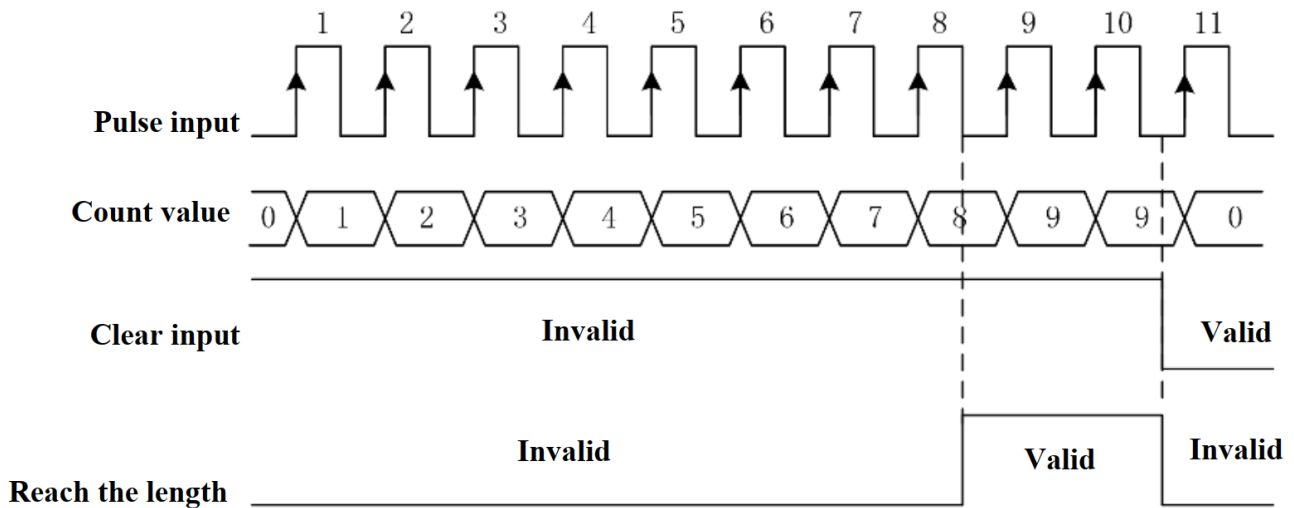 1 2 3 4 5 6 7 8 9 10 11
Pulse input
Count value 0 1 2 3 4 5 6 7 8 9 9 0
Clear input Invalid Valid
Invalid Valid Invalid
Reach the length